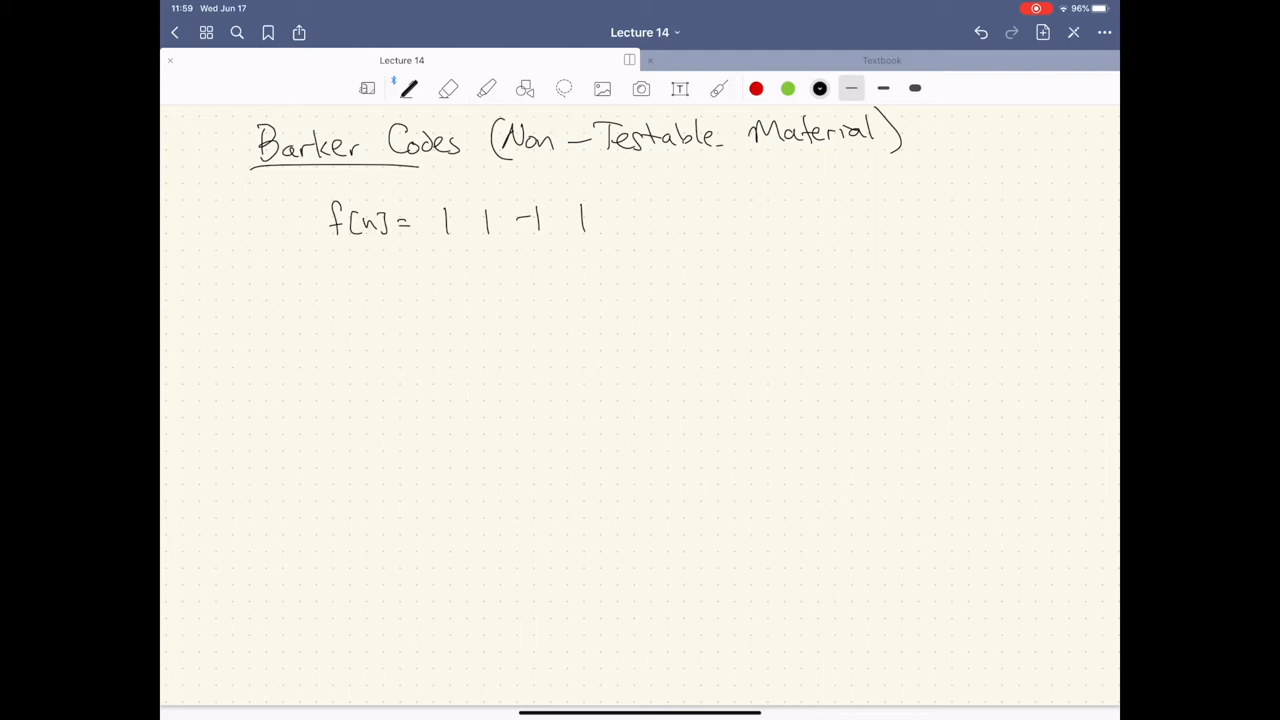 11:59 Wed Jun 17
96%
Lecture 14
Lecture 14
Textbook
Barker Codes (Non-Testable Material)
f[n] = 1 1 -1 1